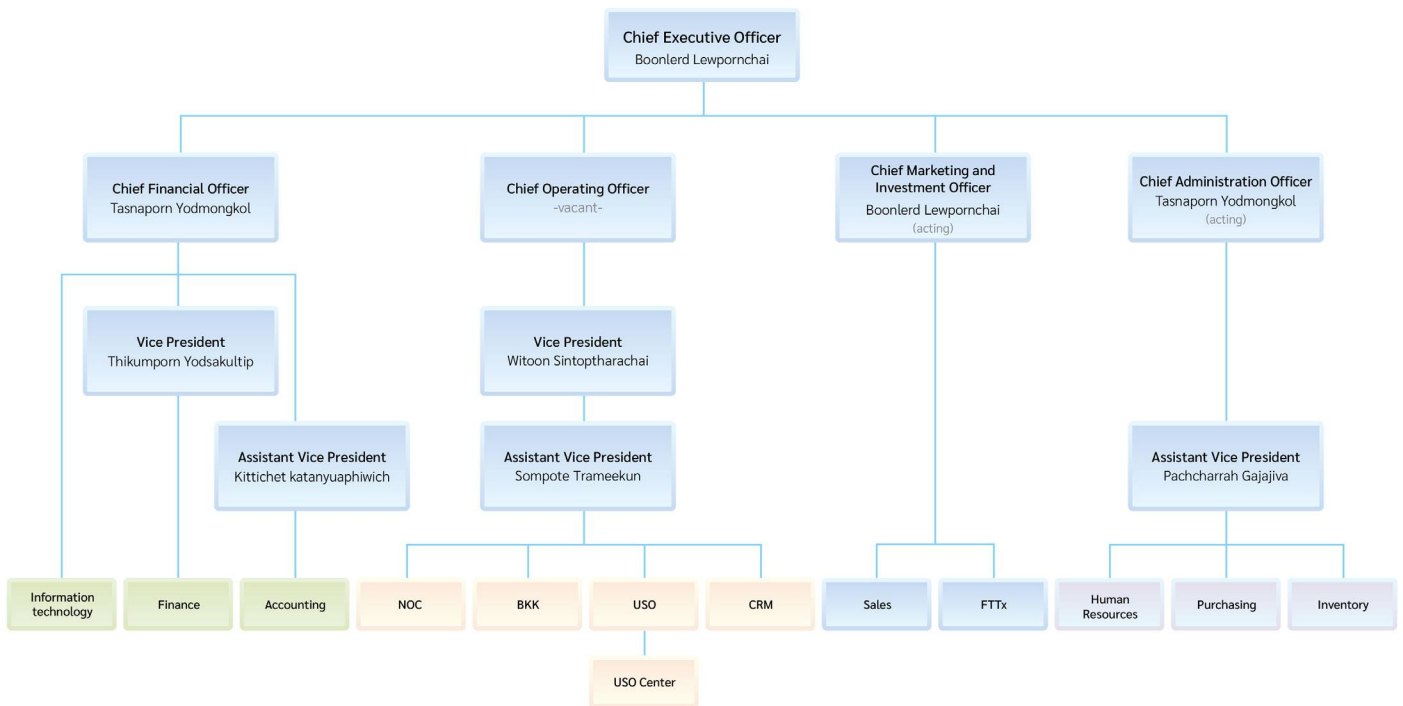 Chief Executive Officer
Boonlerd Lewpornchai
Chief Financial Officer
Tasnaporn Yodmongkol
Chief Operating Officer
-vacant-
Chief Marketing and
Investment Officer
Boonlerd Lewpornchai
(acting)
Chief Administration Officer
Tasnaporn Yodmongkol
(acting)
Vice President
Thikumporn Yodsakultip
Vice President
Witoon Sintoptharachai
Assistant Vice President
Kittichet katanyuaphiwich
Assistant Vice President
Sompote Trameekun
Assistant Vice President
Pachcharrah Gajajiva
Information
technology
Finance
Accounting
NOC
BKK
USO
CRM
Sales
FTTx
Human
Resources
Purchasing
Inventory
USO Center